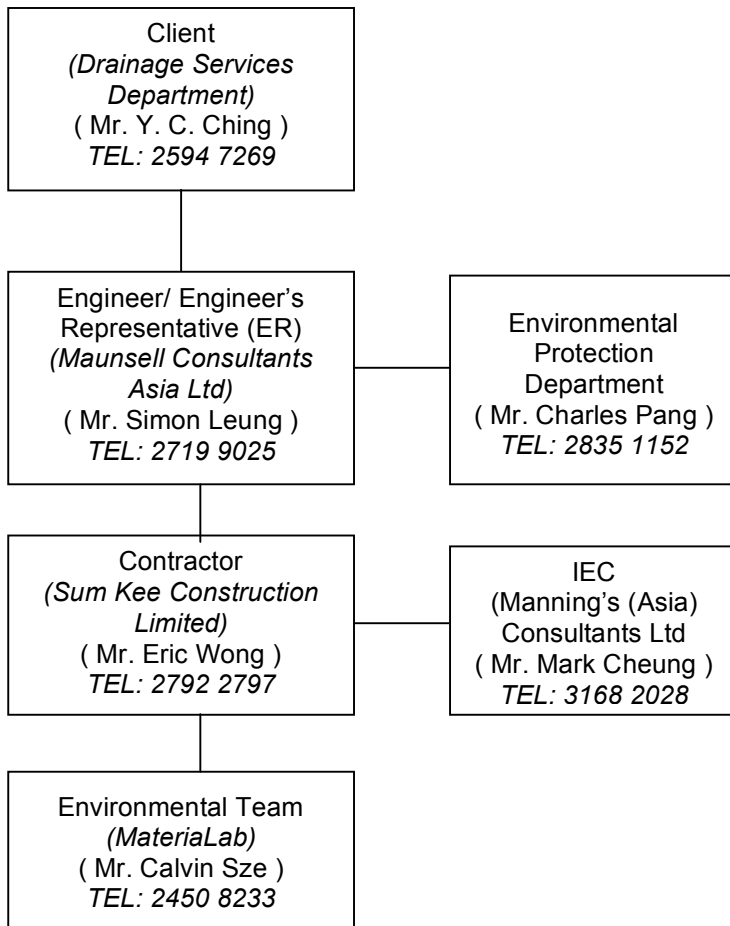 Client
(Drainage Services
Department)
( Mr. Y. C. Ching )
TEL: 2594 7269
Engineer/ Engineer’s
Representative (ER)
(Maunsell Consultants
Asia Ltd)
( Mr. Simon Leung )
TEL: 2719 9025
Environmental
Protection
Department
( Mr. Charles Pang )
TEL: 2835 1152
Contractor
(Sum Kee Construction
Limited)
( Mr. Eric Wong )
TEL: 2792 2797
IEC
(Manning’s (Asia)
Consultants Ltd
( Mr. Mark Cheung )
TEL: 3168 2028
Environmental Team
(MateriaLab)
( Mr. Calvin Sze )
TEL: 2450 8233